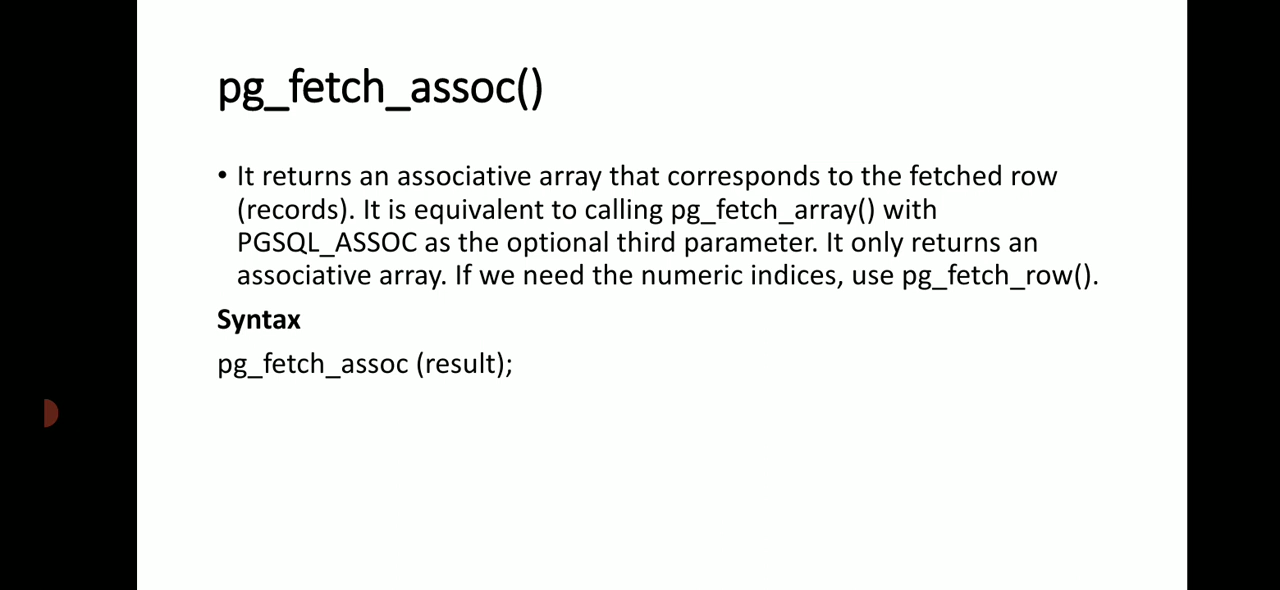 pg_fetch_assoc()
• It returns an associative array that corresponds to the fetched row
(records). It is equivalent to calling pg_fetch_array() with
PGSQL_ASSOC as the optional third parameter. It only returns an
associative array. If we need the numeric indices, use pg_fetch_row().
Syntax
pg_fetch_assoc (result);